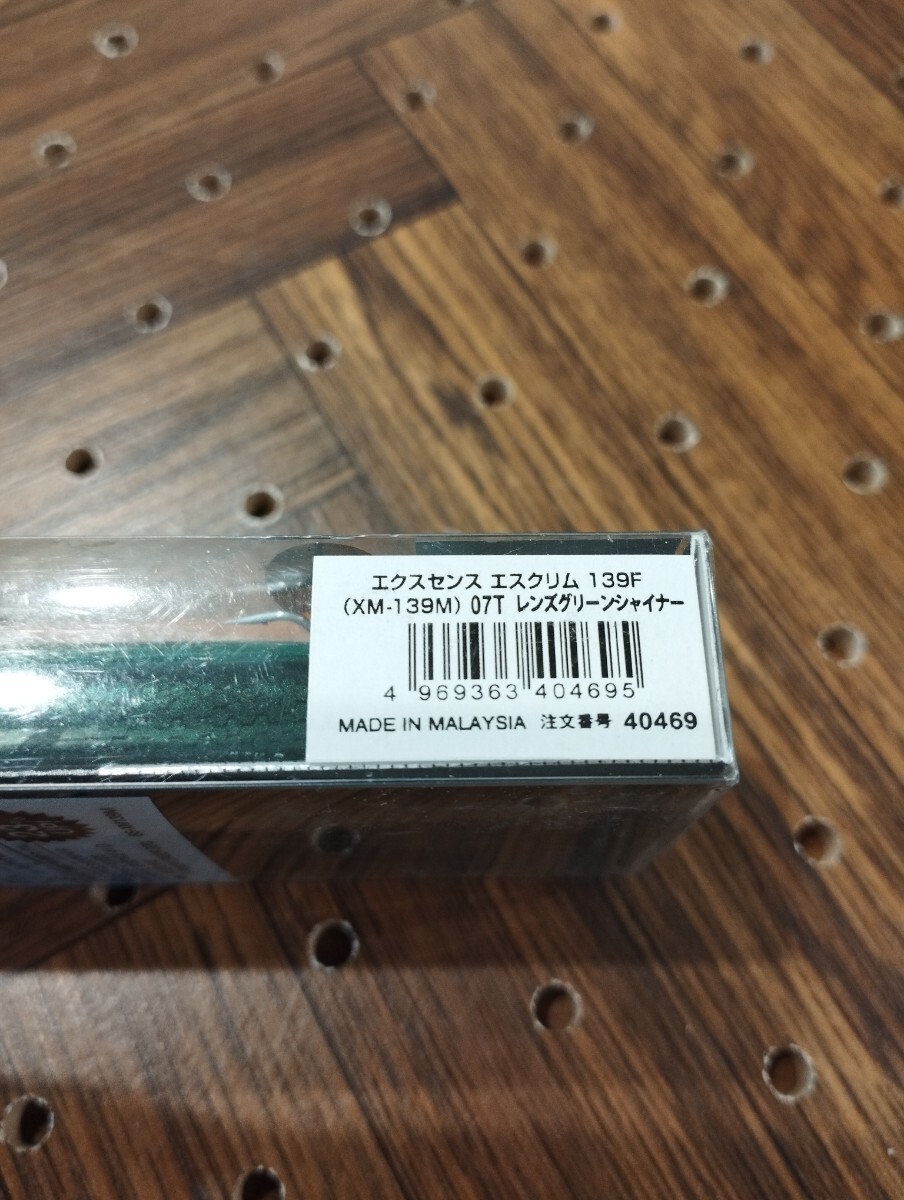 エクスセンス エスクリム 139F
(XM-139M) 07T レンズグリーンシャイナー
4 969363 404695
MADE IN MALAYSIA 注文番号 40469